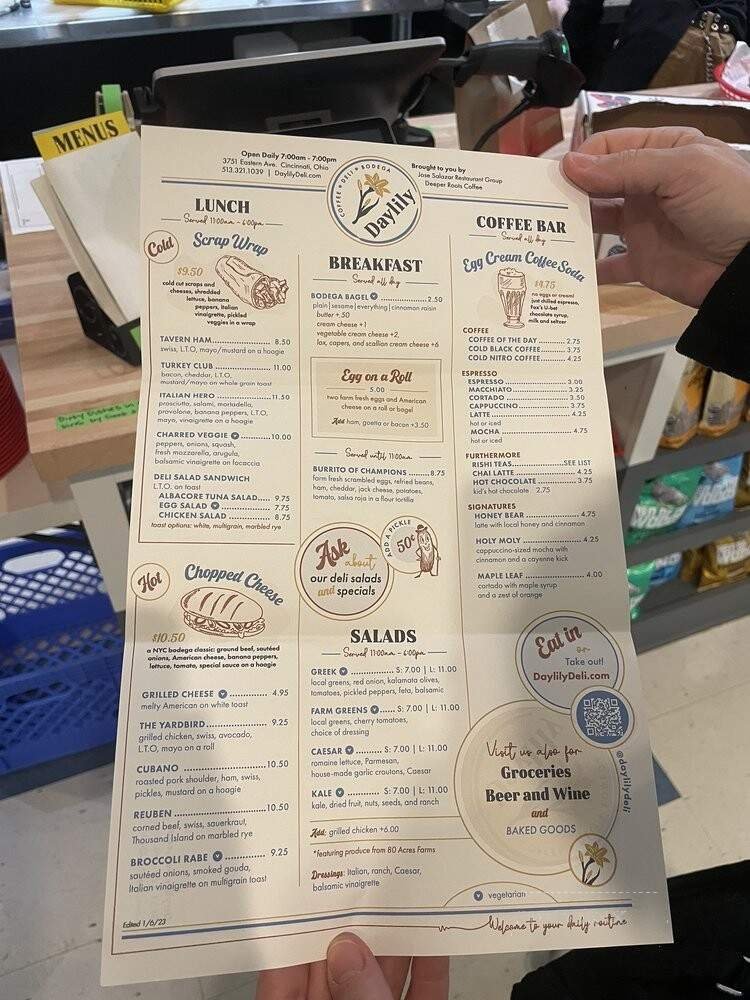 MENUS
Open Daily 7:00am - 7:00pm
3751 Eastern Ave. Cincinnati, Ohio
513.321.1039 | DaylilyDeli.com
COFFEE • DELI • BODEGA
Daylily
Brought to you by
Jose Salazar Restaurant Group
Deeper Roots Coffee
LUNCH
Served 11:00am - 6:00pm
Cold
Scrap Wrap
$9.50
cold cut scraps and
cheeses, shredded
lettuce, banana
peppers, Italian
vinaigrette, pickled
veggies in a wrap
TAVERN HAM 8.50
swiss, L.T.O, mayo/mustard on a hoagie
TURKEY CLUB 11.00
bacon, cheddar, L.T.O,
mustard/mayo on whole grain toast
ITALIAN HERO 11.50
prosciutto, salami, mortadella,
provolone, banana peppers, L.T.O,
mayo, vinaigrette on a hoagie
CHARRED VEGGIE V 10.00
peppers, onions, squash,
fresh mozzarella, arugula,
balsamic vinaigrette on focaccia
DELI SALAD SANDWICH
L.T.O. on toast
ALBACORE TUNA SALAD 9.75
EGG SALAD V 7.75
CHICKEN SALAD 8.75
toast options: white, multigrain, marbled rye
Hot
Chopped Cheese
$10.50
a NYC bodega classic: ground beef, sautéed
onions, American cheese, banana peppers,
lettuce, tomato, special sauce on a hoagie
GRILLED CHEESE V 4.95
melty American on white toast
THE YARDBIRD 9.25
grilled chicken, swiss, avocado,
L.T.O, mayo on a roll
CUBANO 10.50
roasted pork shoulder, ham, swiss,
pickles, mustard on a hoagie
REUBEN 10.50
corned beef, swiss, sauerkraut,
Thousand Island on marbled rye
BROCCOLI RABE V 9.25
sautéed onions, smoked gouda,
Italian vinaigrette on multigrain toast
Edited 1/6/23
BREAKFAST
Served all day
BODEGA BAGEL V 2.50
plain|sesame|everything|cinnamon raisin
butter +.50
cream cheese +1
vegetable cream cheese +2,
lox, capers, and scallion cream cheese +6
Egg on a Roll
5.00
two farm fresh eggs and American
cheese on a roll or bagel
Add ham, goetta or bacon +3.50
Served until 11:00am
BURRITO OF CHAMPIONS 8.75
farm fresh scrambled eggs, refried beans,
ham, cheddar, jack cheese, potatoes,
tomato, salsa roja in a flour tortilla
Ask
about
our deli salads
and specials
ADD A PICKLE
50¢
SALADS
Served 11:00am - 6:00pm
GREEK V S: 7.00 | L: 11.00
local greens, red onion, kalamata olives,
tomatoes, pickled peppers, feta, balsamic
FARM GREENS V S: 7.00 | L: 11.00
local greens, cherry tomatoes,
choice of dressing
CAESAR V S: 7.00 | L: 11.00
romaine lettuce, Parmesan,
house-made garlic croutons, Caesar
KALE V S: 7.00 | L: 11.00
kale, dried fruit, nuts, seeds, and ranch
Add: grilled chicken +6.00
*featuring produce from 80 Acres Farms
Dressings: Italian, ranch, Caesar,
balsamic vinaigrette
COFFEE BAR
Served all day
Egg Cream Coffee Soda
$4.75
no eggs or cream!
just chilled espresso,
Fox's U-bet
chocolate syrup,
milk and seltzer
COFFEE
COFFEE OF THE DAY 2.75
COLD BLACK COFFEE 3.75
COLD NITRO COFFEE 4.25
ESPRESSO
ESPRESSO 3.00
MACCHIATO 3.25
CORTADO 3.50
CAPPUCCINO 3.75
LATTE 4.25
hot or iced
MOCHA 4.75
hot or iced
FURTHERMORE
RISHI TEAS SEE LIST
CHAI LATTE 4.25
HOT CHOCOLATE 3.75
kid's hot chocolate 2.75
SIGNATURES
HONEY BEAR 4.75
latte with local honey and cinnamon
HOLY MOLY 4.25
cappuccino-sized mocha with
cinnamon and a cayenne kick
MAPLE LEAF 4.00
cortado with maple syrup
and a zest of orange
Eat in
or
Take out!
DaylilyDeli.com
@daylilydeli
Visit us also for
Groceries
Beer and Wine
and
BAKED GOODS
V vegetarian
Welcome to your daily routine